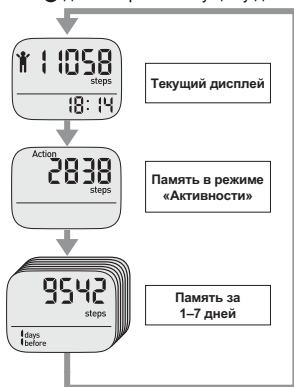 11058
steps
18:14
Текущий дисплей
Action
2838
steps
Память в режиме
«Активности»
9542
steps
1 days
before
Память за
1–7 дней